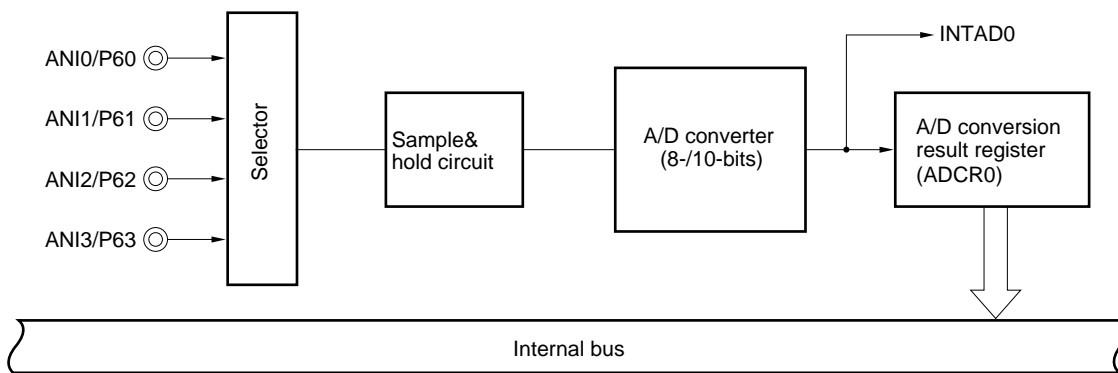 ANI0/P60
ANI1/P61
ANI2/P62
ANI3/P63
Selector
Sample&
hold circuit
A/D converter
(8-/10-bits)
INTAD0
A/D conversion
result register
(ADCR0)
Internal bus